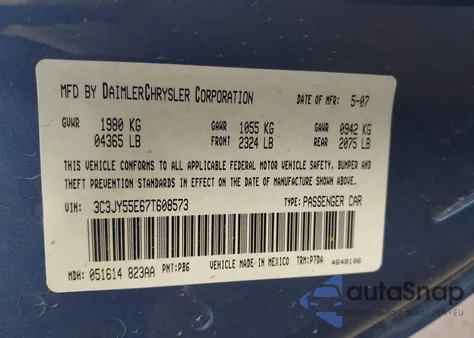 MFD BY DAIMLERCHRYSLER CORPORATION DATE OF MFR: 5-07
GVWR 1980 KG GAWR 1055 KG GAWR 0942 KG
04365 LB FRONT 2324 LB REAR 2075 LB
THIS VEHICLE CONFORMS TO ALL APPLICABLE FEDERAL MOTOR VEHICLE SAFETY, BUMPER AND
THEFT PREVENTION STANDARDS IN EFFECT ON THE DATE OF MANUFACTURE SHOWN ABOVE.
VIN: 3C3JY55E67T608573 TYPE: PASSENGER CAR
MDH: 051614 823AA PNT: PB6 VEHICLE MADE IN MEXICO TRM: P7DA 4648106
autoSnap